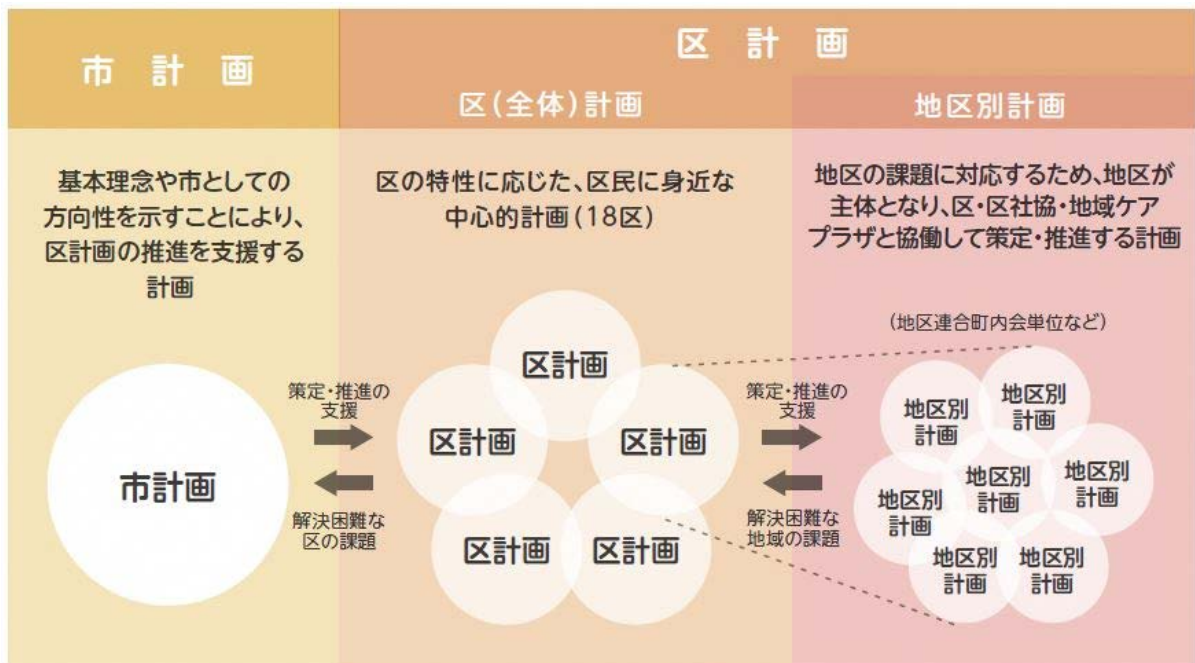 市計画
区計画
区(全体)計画
地区別計画
基本理念や市としての
方向性を示すことにより、
区計画の推進を支援する
計画
区の特性に応じた、区民に身近な
中心的計画(18区)
地区の課題に対応するため、地区が
主体となり、区・区社協・地域ケア
プラザと協働して策定・推進する計画
(地区連合町内会単位など)
市計画
策定・推進の
支援
解決困難な
区の課題
区計画
区計画
区計画
区計画
区計画
策定・推進の
支援
解決困難な
地域の課題
地区別
計画
地区別
計画
地区別
計画
地区別
計画
地区別
計画
地区別
計画
地区別
計画